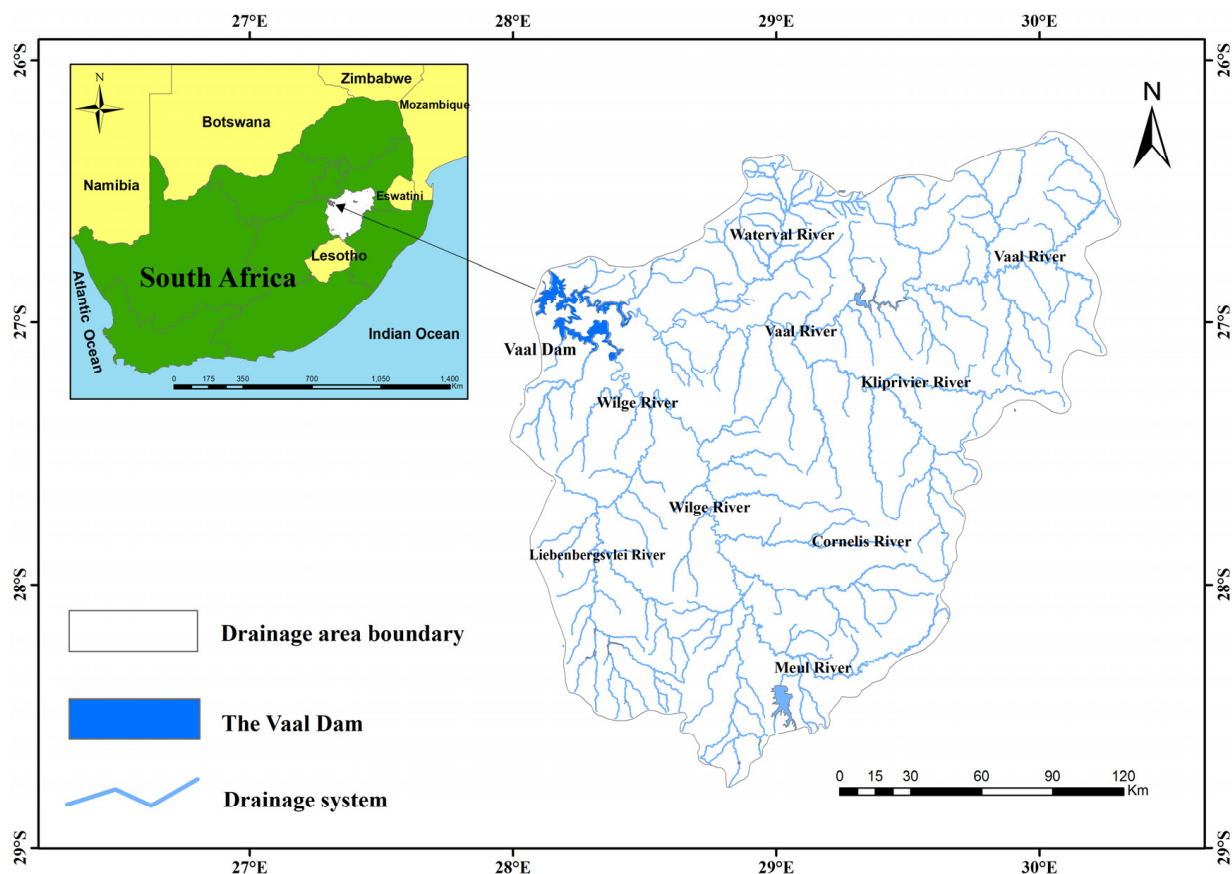 27°E
28°E
29°E
30°E
26°S
26°S
N
Zimbabwe
Mozambique
Botswana
Namibia
Eswatini
Lesotho
South Africa
Atlantic Ocean
Indian Ocean
0 175 350 700 1,050 1,400
Km
N
Waterval River
Vaal River
27°S
27°S
Vaal River
Vaal Dam
Kliprivier River
Wilge River
Wilge River
Cornelis River
Liebenbergsvlei River
28°S
28°S
Drainage area boundary
Meul River
The Vaal Dam
0 15 30 60 90 120
Km
Drainage system
29°S
29°S
27°E
28°E
29°E
30°E